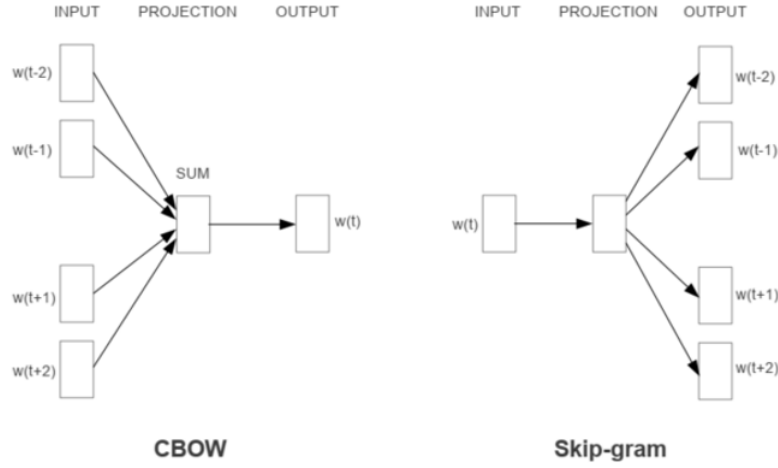 INPUT PROJECTION OUTPUT
w(t-2)
w(t-1)
SUM
w(t)
w(t+1)
w(t+2)
CBOW
INPUT PROJECTION OUTPUT
w(t-2)
w(t-1)
w(t)
w(t+1)
w(t+2)
Skip-gram